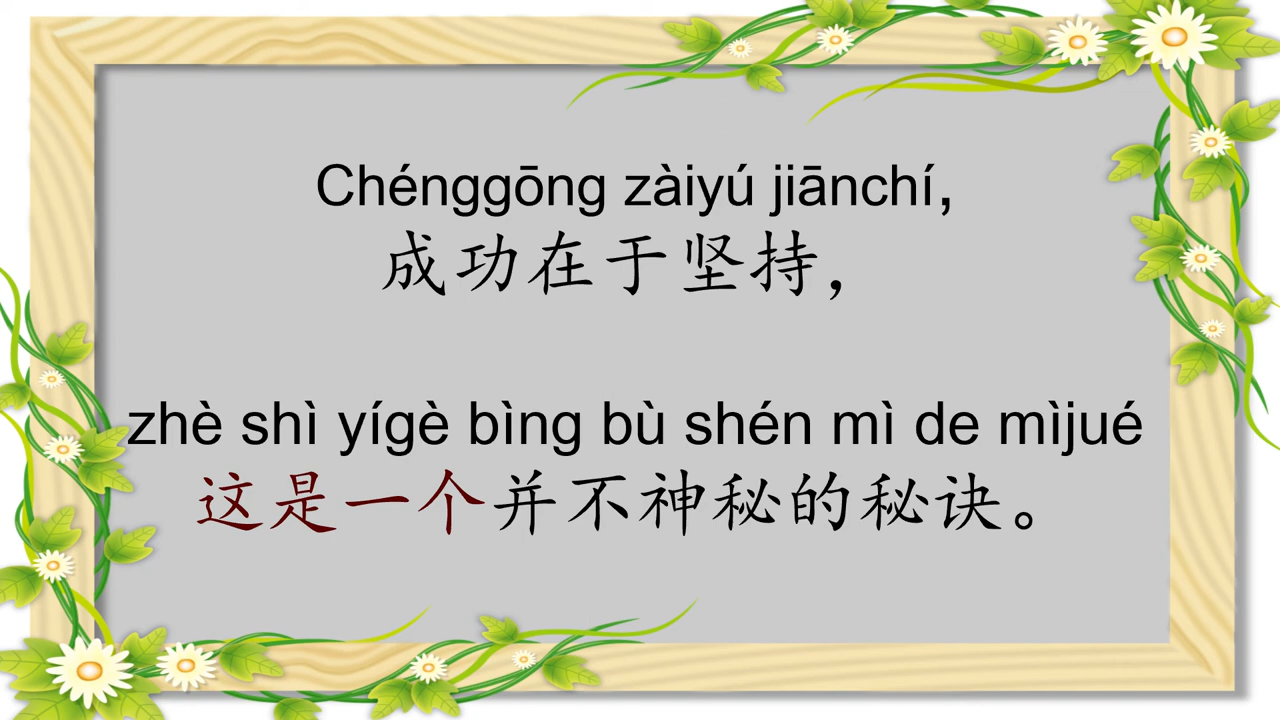 Chénggōng zàiyú jiānchí,
成功在于坚持，
zhè shì yígè bìng bù shén mì de mìjué
这是一个并不神秘的秘诀。